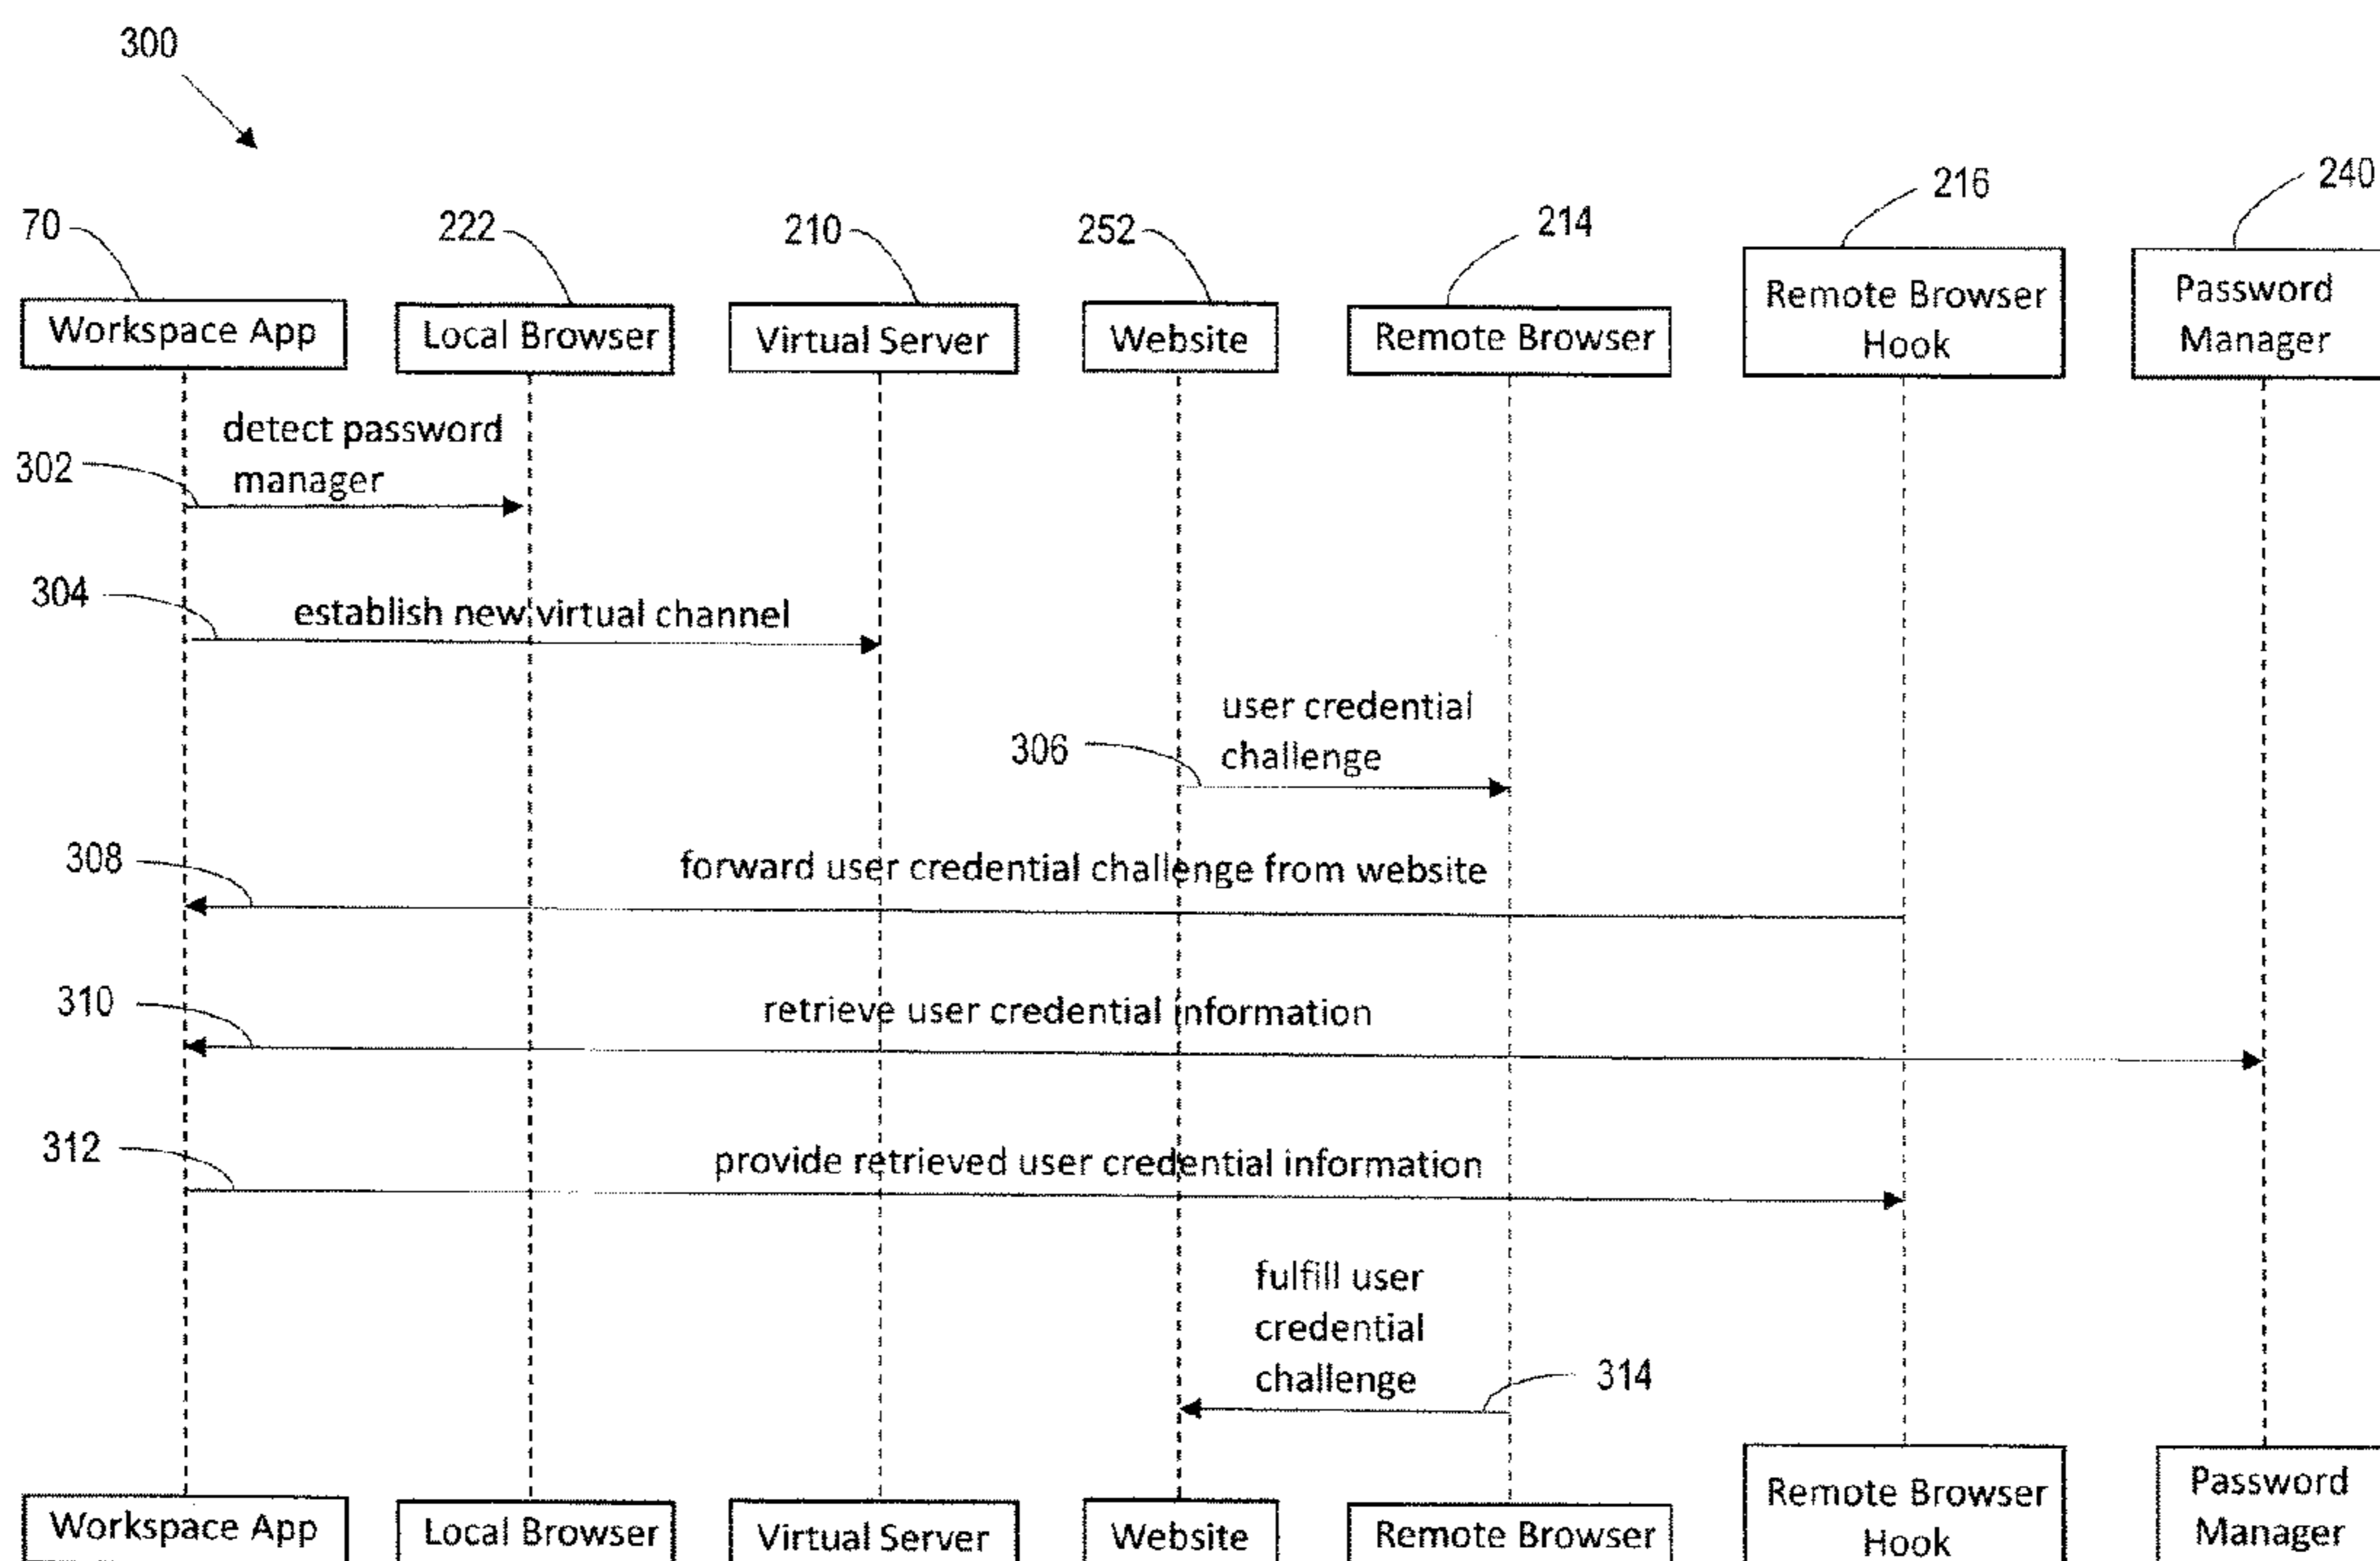 300
70
222
210
252
214
216
240
Workspace App
Local Browser
Virtual Server
Website
Remote Browser
Remote Browser
Hook
Password
Manager
detect password
manager
302
304
establish new virtual channel
user credential
challenge
306
308
forward user credential challenge from website
310
retrieve user credential information
312
provide retrieved user credential information
fulfill user
credential
challenge
314
Workspace App
Local Browser
Virtual Server
Website
Remote Browser
Remote Browser
Hook
Password
Manager